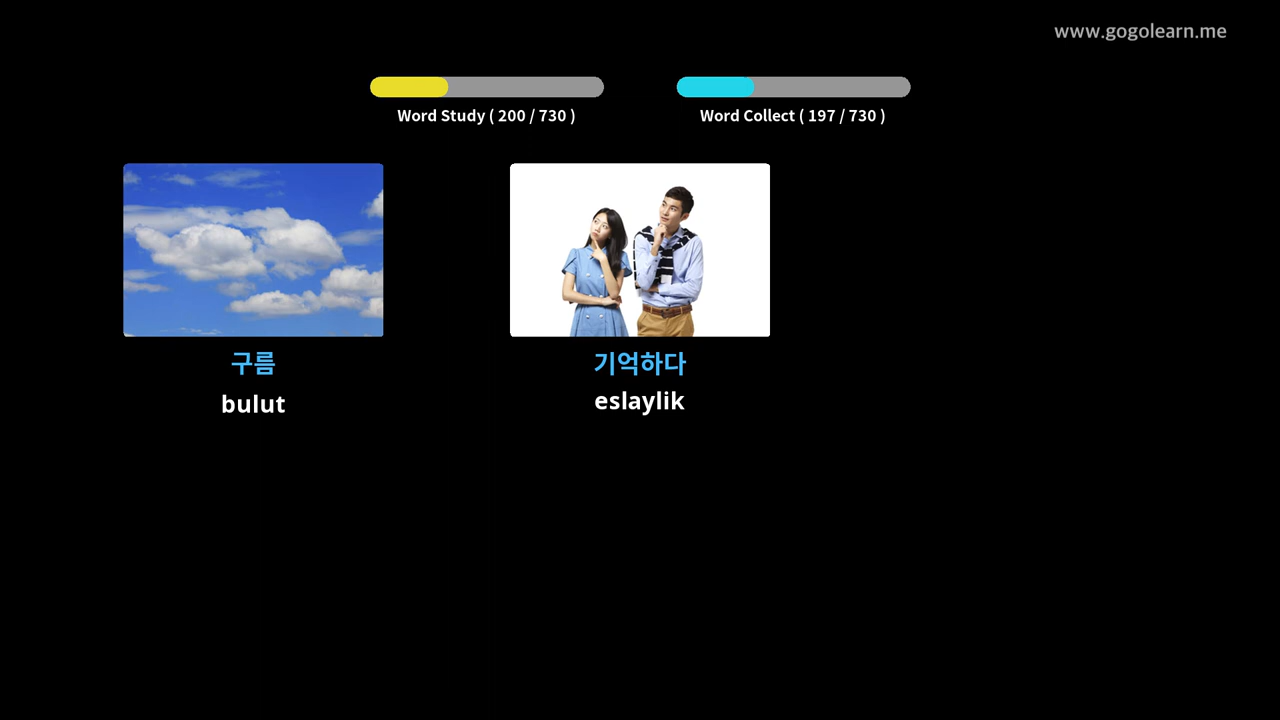 www.gogolearn.me
Word Study ( 200 / 730 )
Word Collect ( 197 / 730 )
구름
bulut
기억하다
eslaylik